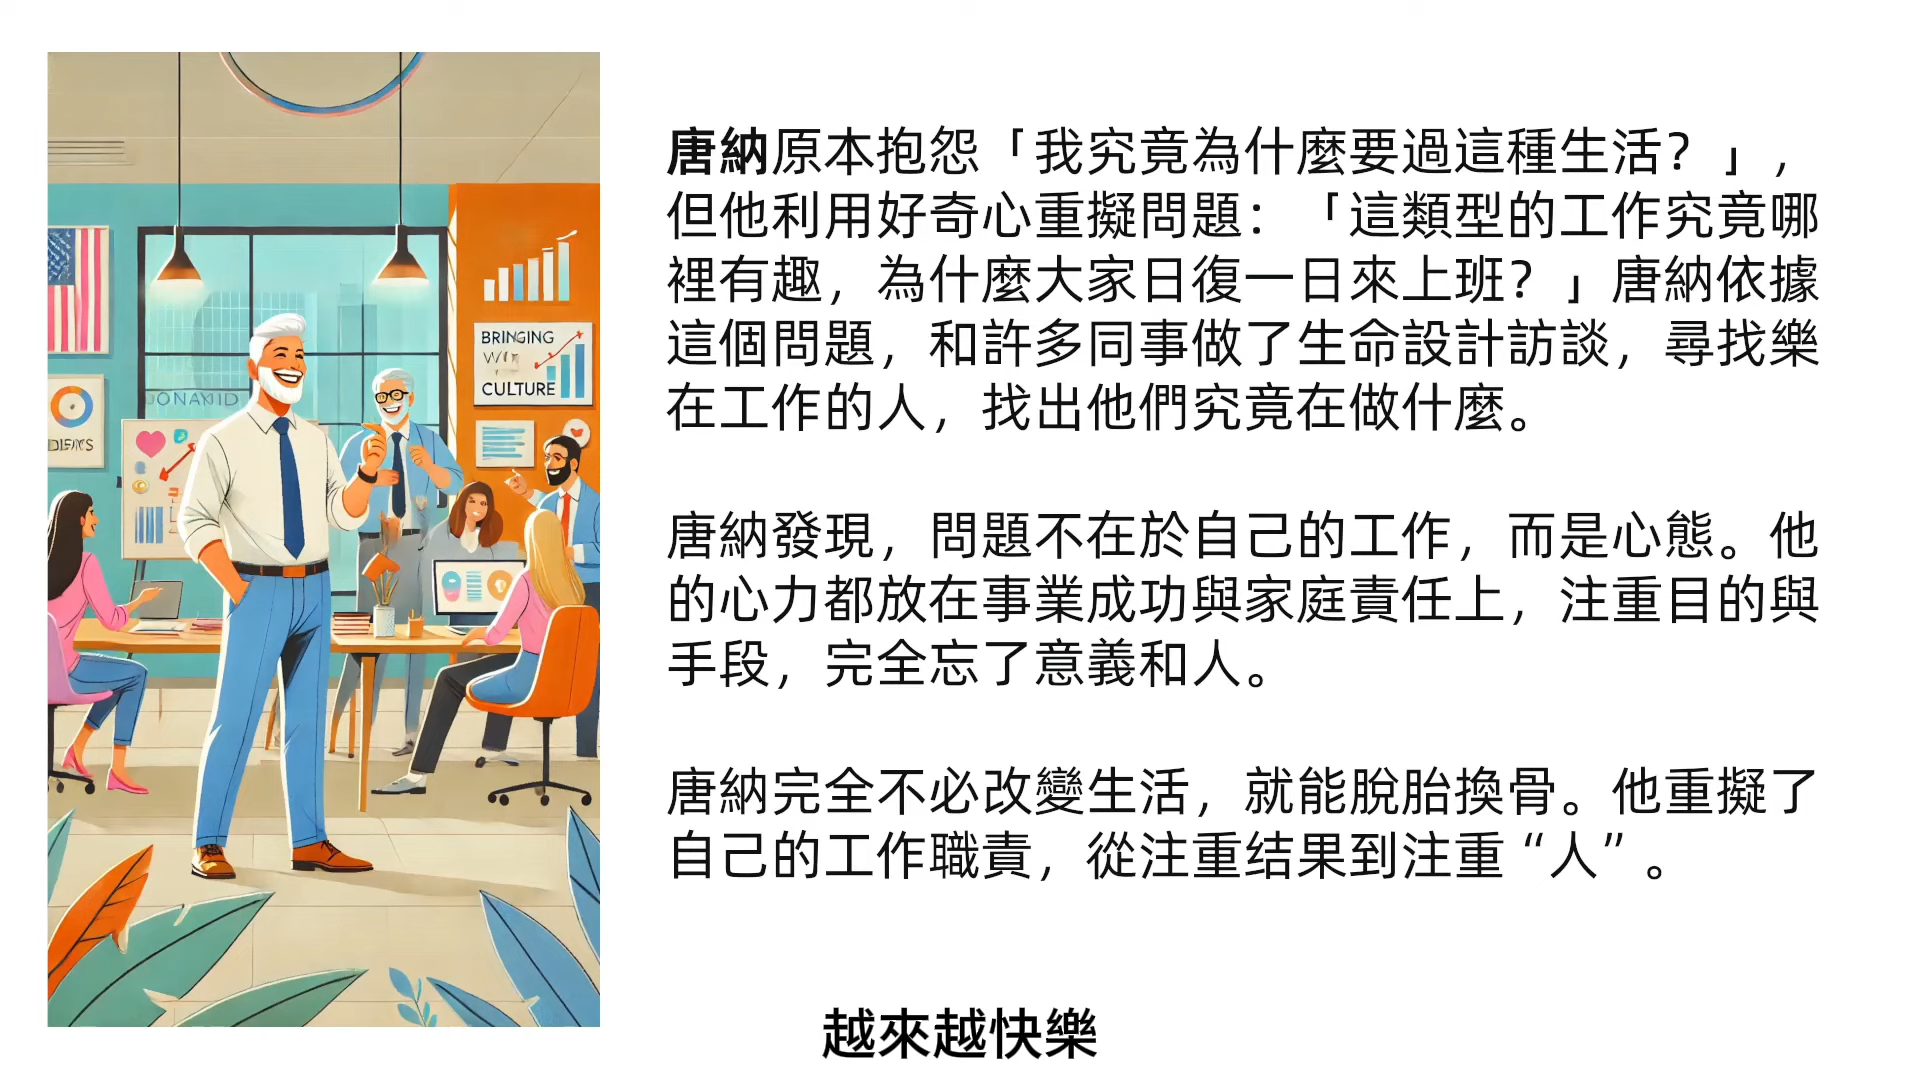 唐納原本抱怨「我究竟為什麼要過這種生活？」，
但他利用好奇心重擬問題：「這類型的工作究竟哪
裡有趣，為什麼大家日復一日來上班？」唐納依據
這個問題，和許多同事做了生命設計訪談，尋找樂
在工作的人，找出他們究竟在做什麼。
唐納發現，問題不在於自己的工作，而是心態。他
的心力都放在事業成功與家庭責任上，注重目的與
手段，完全忘了意義和人。
唐納完全不必改變生活，就能脫胎換骨。他重擬了
自己的工作職責，從注重结果到注重“人”。
越來越快樂
BRINGING
CULTURE